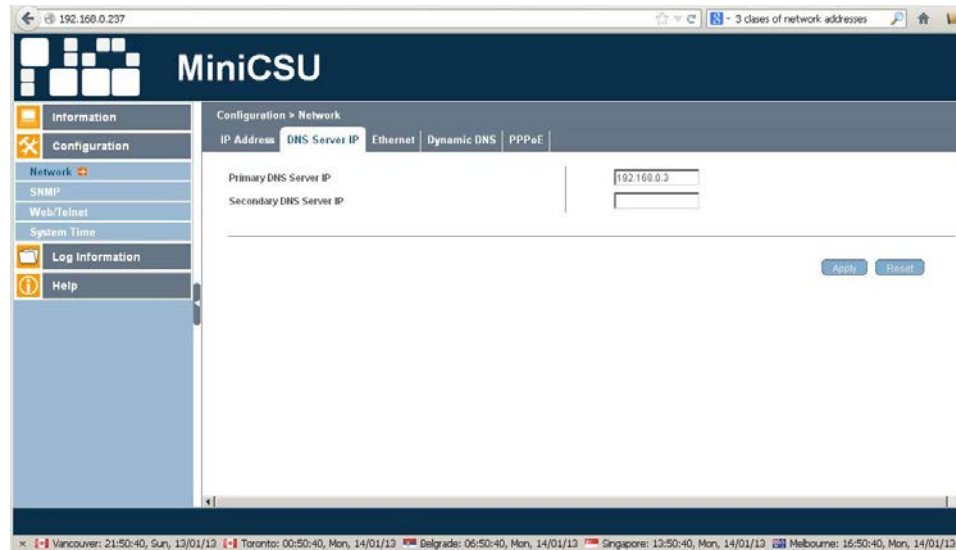 192.168.0.237
3 clases of network addresses
MiniCSU
Information
Configuration
Network
SNMP
Web/Telnet
System Time
Log Information
Help
Configuration > Network
IP Address DNS Server IP Ethernet Dynamic DNS PPPoE
Primary DNS Server IP 192.168.0.3
Secondary DNS Server IP
Apply Reset
× Vancouver: 21:50:40, Sun, 13/01/13 Toronto: 00:50:40, Mon, 14/01/13 Belgrade: 06:50:40, Mon, 14/01/13 Singapore: 13:50:40, Mon, 14/01/13 Melbourne: 16:50:40, Mon, 14/01/13